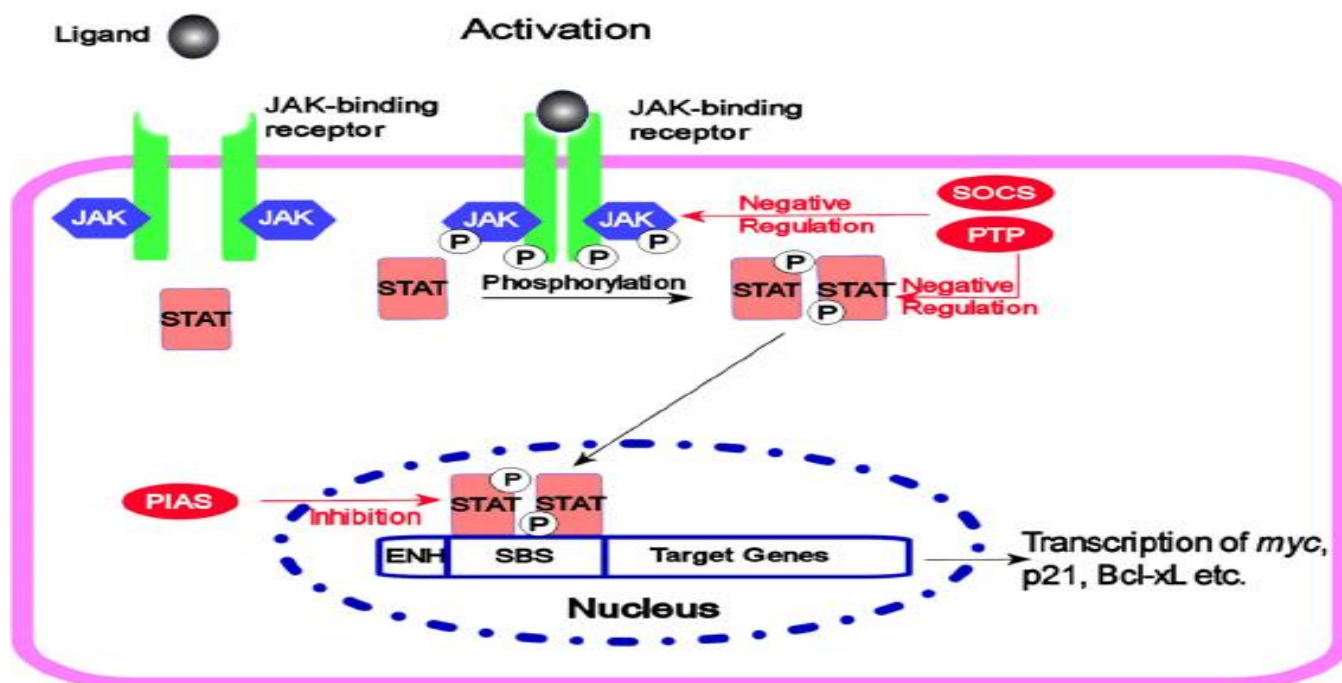 Ligand
Activation
JAK-binding
receptor
JAK-binding
receptor
JAK
JAK
JAK
JAK
P
P
P
P
Negative
Regulation
SOCS
PTP
STAT
STAT
Phosphorylation
STAT
STAT
P
P
Negative
Regulation
PIAS
Inhibition
STAT
STAT
P
P
ENH
SBS
Target Genes
Nucleus
Transcription of myc,
p21, Bcl-xL etc.